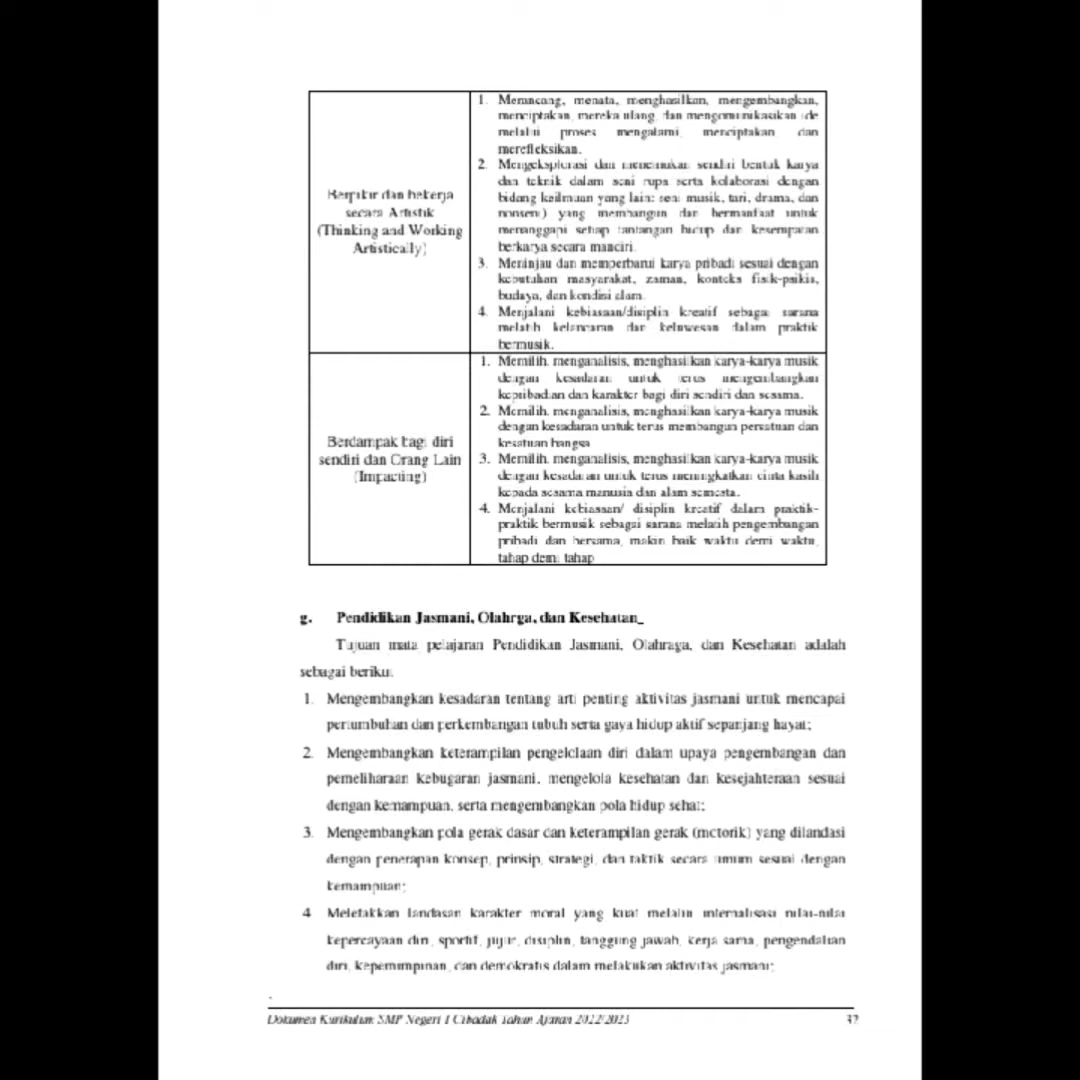 1. Merancang, menata, menghasilkan, mengembangkan,
menciptakan, mereka ulang, dan mengomunikasikan ide
melalui proses mengalami, menciptakan dan
merefleksikan.
2. Mengeksplorasi dan menemukan sendiri bentuk karya
dan teknik dalam seni rupa serta kolaborasi dengan
bidang keilmuan yang lain: seni musik, tari, drama, dan
nonseni) yang membangun dan bermanfaat untuk
menanggapi setiap tantangan hidup dan kesempatan
berkarya secara mandiri.
3. Meninjau dan memperbarui karya pribadi sesuai dengan
kebutuhan masyarakat, zaman, konteks fisik-psikis,
budaya, dan kondisi alam.
4. Menjalani kebiasaan/disiplin kreatif sebagai sarana
melatih kelancaran dan keluwesan dalam praktik
bermusik.
Berpikir dan bekerja
secara Artistik
(Thinking and Working
Artistically)
1. Memilih, menganalisis, menghasilkan karya-karya musik
dengan kesadaran untuk terus mengembangkan
kepribadian dan karakter bagi diri sendiri dan sesama.
2. Memilih, menganalisis, menghasilkan karya-karya musik
dengan kesadaran untuk terus membangun persatuan dan
kesatuan bangsa
3. Memilih, menganalisis, menghasilkan karya-karya musik
dengan kesadaran untuk terus meningkatkan cinta kasih
kepada sesama manusia dan alam semesta.
4. Menjalani kebiasaan/ disiplin kreatif dalam praktik-
praktik bermusik sebagai sarana melatih pengembangan
pribadi dan bersama, makin baik waktu demi waktu,
tahap demi tahap
Berdampak bagi diri
sendiri dan Orang Lain
(Impacting)
g. Pendidikan Jasmani, Olahrga, dan Kesehatan_
Tujuan mata pelajaran Pendidikan Jasmani, Olahraga, dan Kesehatan adalah
sebagai berikut:
1. Mengembangkan kesadaran tentang arti penting aktivitas jasmani untuk mencapai
pertumbuhan dan perkembangan tubuh serta gaya hidup aktif sepanjang hayat;
2. Mengembangkan keterampilan pengelolaan diri dalam upaya pengembangan dan
pemeliharaan kebugaran jasmani, mengelola kesehatan dan kesejahteraan sesuai
dengan kemampuan, serta mengembangkan pola hidup sehat;
3. Mengembangkan pola gerak dasar dan keterampilan gerak (motorik) yang dilandasi
dengan penerapan konsep, prinsip, strategi, dan taktik secara umum sesuai dengan
kemampuan;
4. Meletakkan landasan karakter moral yang kuat melalui internalisasi nilai-nilai
kepercayaan diri, sportif, jujur, disiplin, tanggung jawab, kerja sama, pengendalian
diri, kepemimpinan, dan demokratis dalam melakukan aktivitas jasmani;
Dokumen Kurikulum SMP Negeri 1 Cibadak Tahun Ajaran 2022/2023